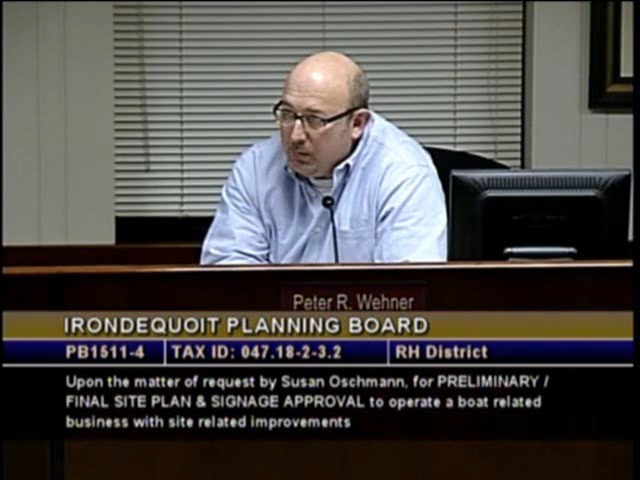 Peter R. Wehner
IRONDEQUOIT PLANNING BOARD
PB1511-4 TAX ID: 047.18-2-3.2 RH District
Upon the matter of request by Susan Oschmann, for PRELIMINARY /
FINAL SITE PLAN & SIGNAGE APPROVAL to operate a boat related
business with site related improvements